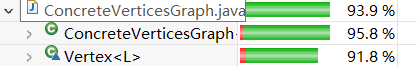 ConcreteVerticesGraph.java 93.9 %
ConcreteVerticesGraph 95.8 %
Vertex<L> 91.8 %